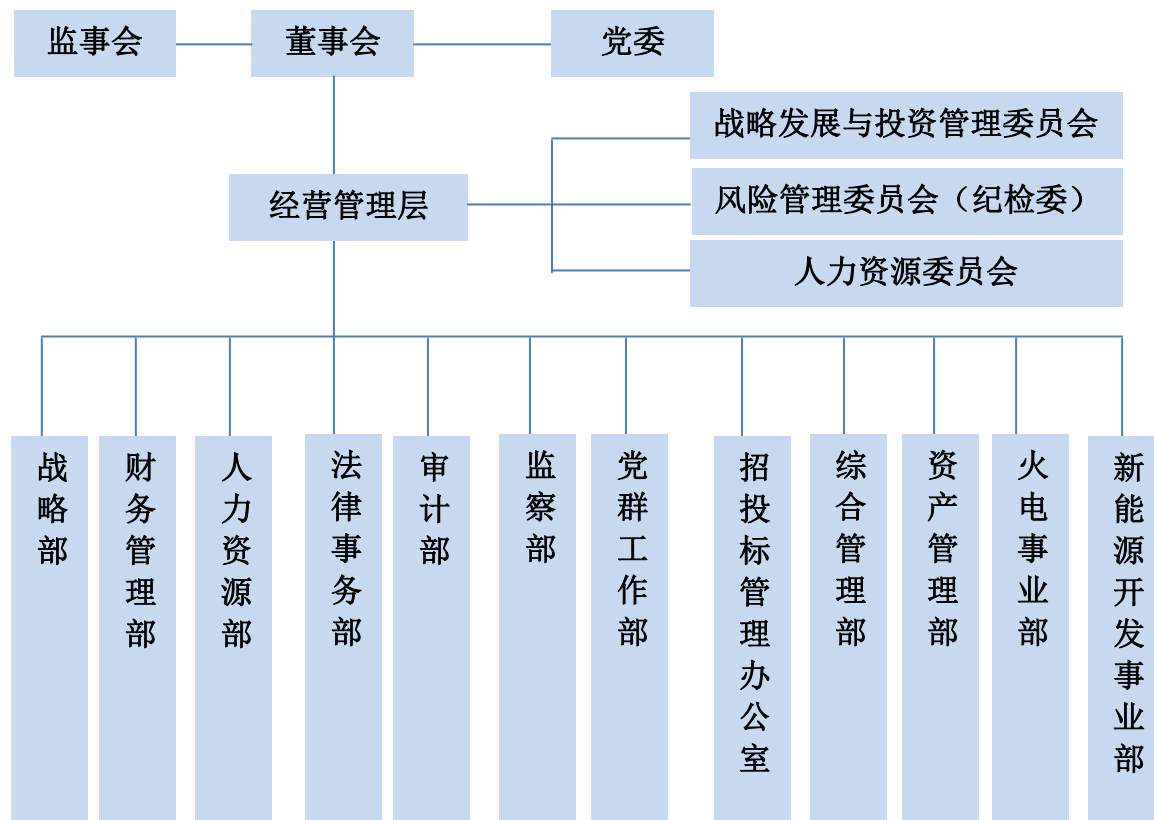 监事会
董事会
党委
战略发展与投资管理委员会
经营管理层
风险管理委员会（纪检委）
人力资源委员会
战略部
财务管理部
人力资源部
法律事务部
审计部
监察部
党群工作部
招投标管理办公室
综合管理部
资产管理部
火电事业部
新能源开发事业部